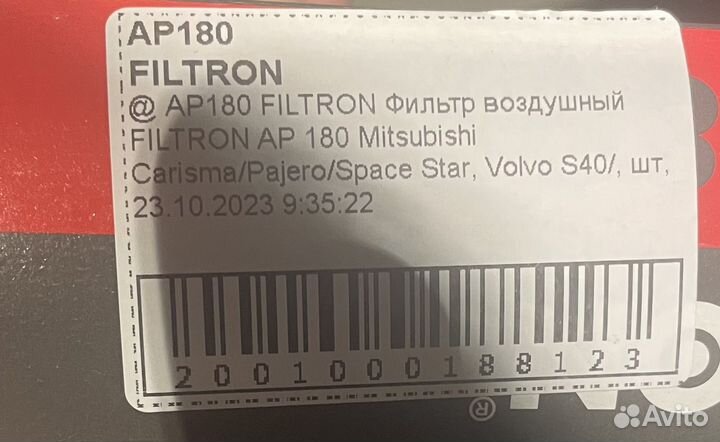 AP180
FILTRON
@ AP180 FILTRON Фильтр воздушный
FILTRON AP 180 Mitsubishi
Carisma/Pajero/Space Star, Volvo S40/, шт,
23.10.2023 9:35:22
2001000188123
®
Avito